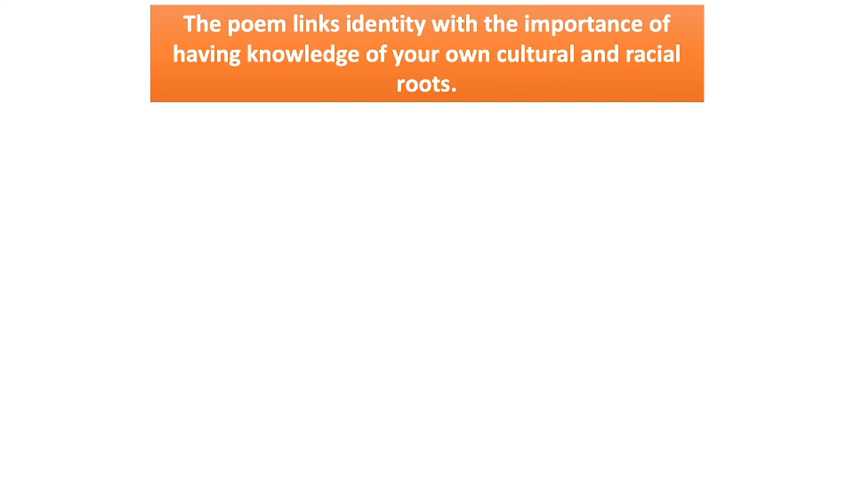 The poem links identity with the importance of
having knowledge of your own cultural and racial
roots.